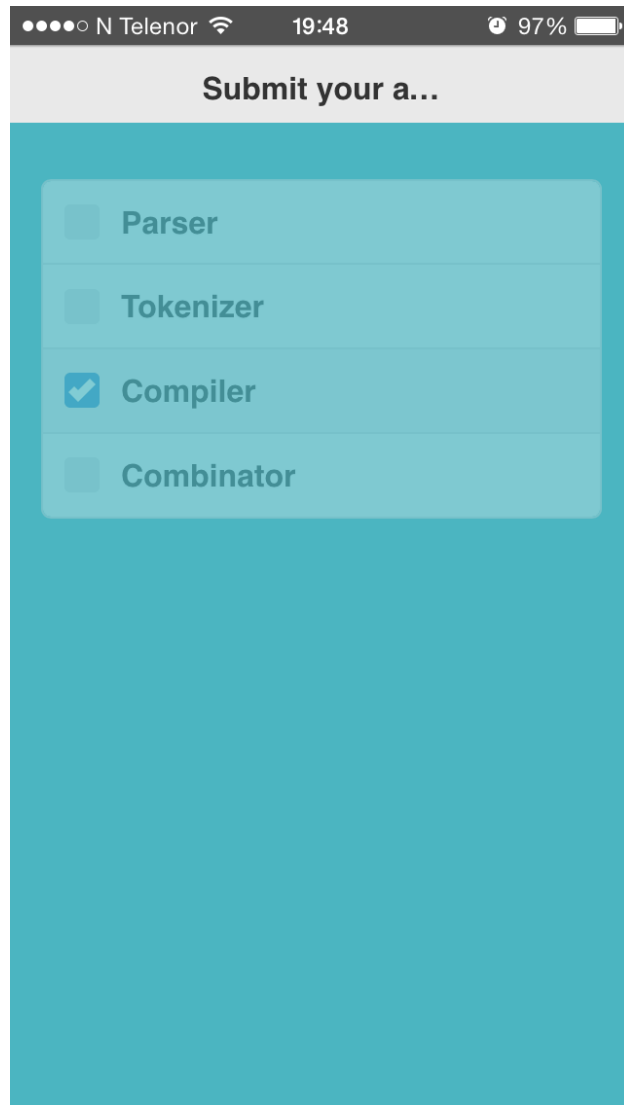 N Telenor 19:48 97%
Submit your a...
Parser
Tokenizer
Compiler
Combinator